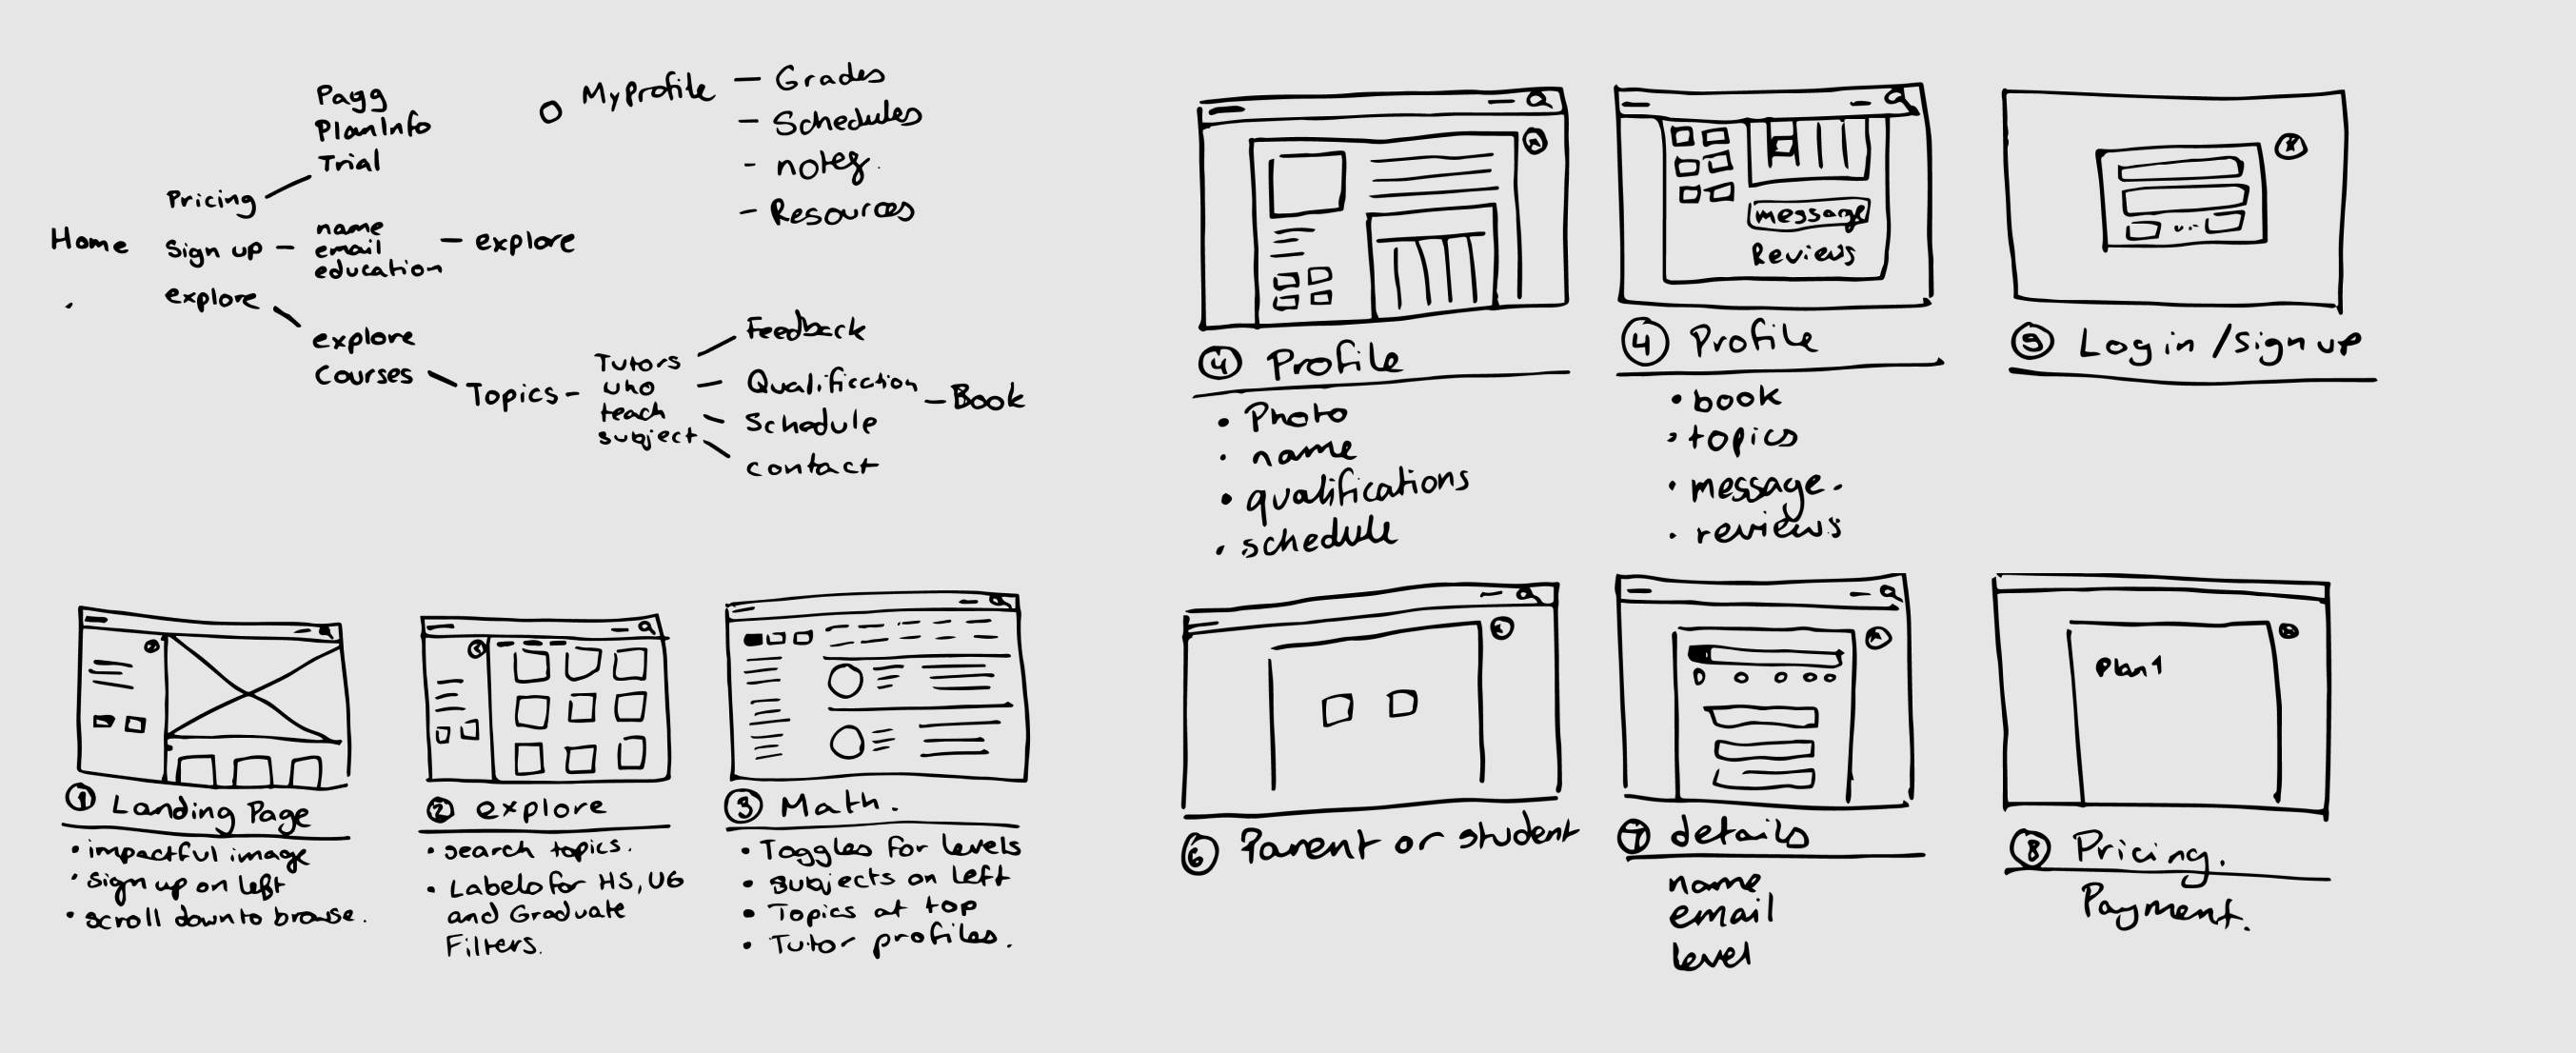 Home
Pricing
Sign up
explore
Pagg
PlanInfo
Trial
name
email
education
explore
explore
Courses
Topics
Tutors
who
teach
subject
Feedback
Qualification
Schedule
contact
Book
My profile
Grades
Schedules
notes.
Resources
① Landing Page
• impactful image
• sign up on left
• scroll down to browse.
② explore
• search topics.
• Labels for HS, UG
and Graduate
Filters.
③ Math.
• Toggles for levels
• Subjects on left
• Topics at top
• Tutor profiles.
④ Profile
• Photo
• name
• qualifications
• schedule
message
Reviews
④ Profile
• book
• topics
• message.
• reviews
⑤ Log in / sign up
⑥ Parent or student
⑦ details
name
email
level
Plan 1
⑧ Pricing.
Payment.